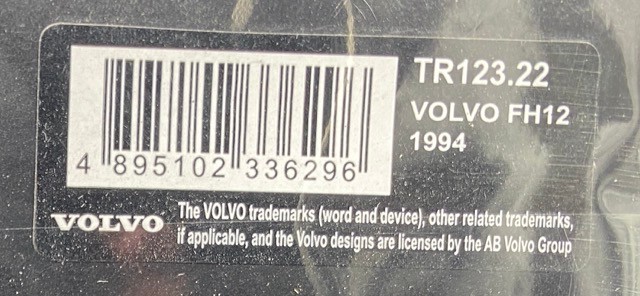 TR123.22
VOLVO FH12
1994
4 895102 336296
VOLVO
The VOLVO trademarks (word and device), other related trademarks,
if applicable, and the Volvo designs are licensed by the AB Volvo Group